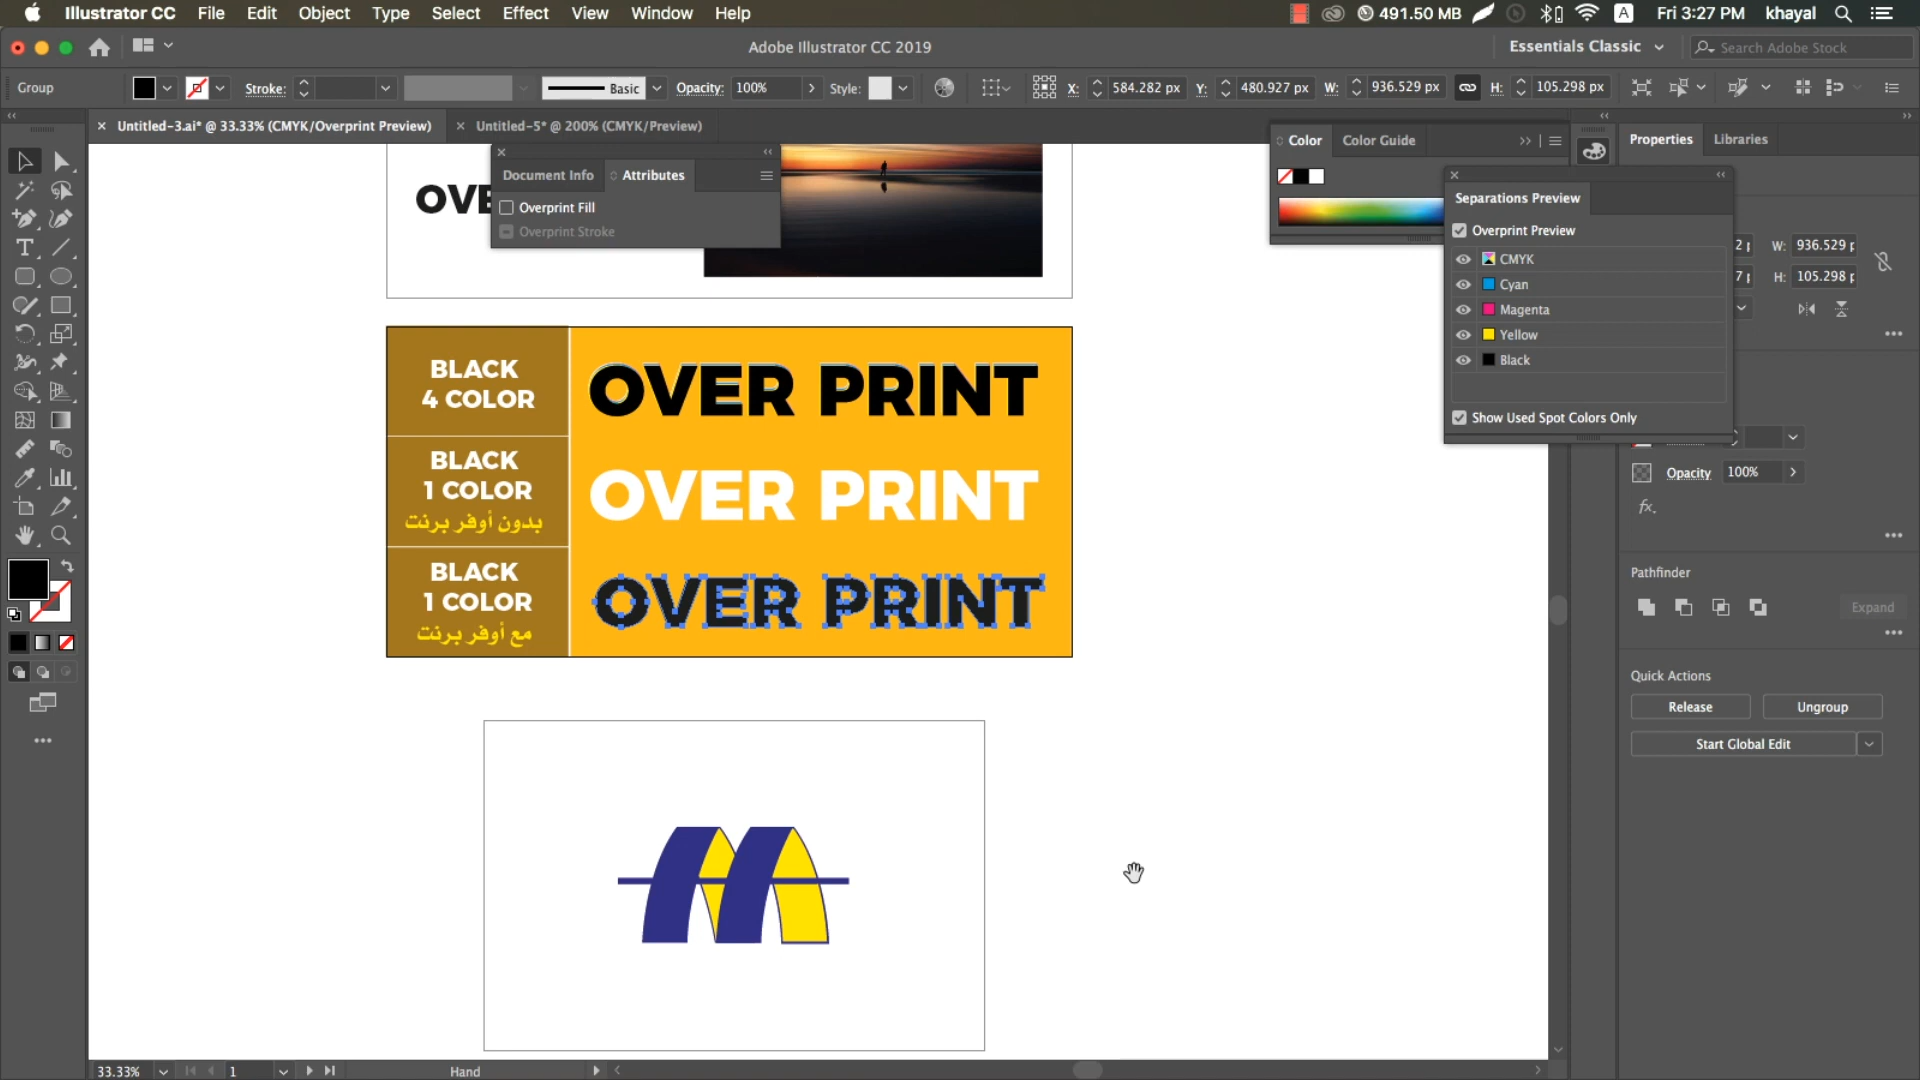 Illustrator CC File Edit Object Type Select Effect View Window Help 491.50 MB A Fri 3:27 PM khayal
Adobe Illustrator CC 2019 Essentials Classic Search Adobe Stock
Group Stroke: Basic Opacity: 100% Style: X: 584.282 px Y: 480.927 px W: 936.529 px H: 105.298 px
Untitled-3.ai* @ 33.33% (CMYK/Overprint Preview) Untitled-5* @ 200% (CMYK/Preview)
Document Info Attributes
Overprint Fill
Overprint Stroke
OVE
Color Color Guide
Properties Libraries
Separations Preview
Overprint Preview
CMYK
Cyan
Magenta
Yellow
Black
Show Used Spot Colors Only
W: 936.529 p
H: 105.298 p
Opacity 100%
fx.
Pathfinder
Expand
Quick Actions
Release Ungroup
Start Global Edit
BLACK
4 COLOR
OVER PRINT
BLACK
1 COLOR
بدون أوفر برنت
OVER PRINT
BLACK
1 COLOR
مع أوفر برنت
OVER PRINT
33.33% 1 Hand